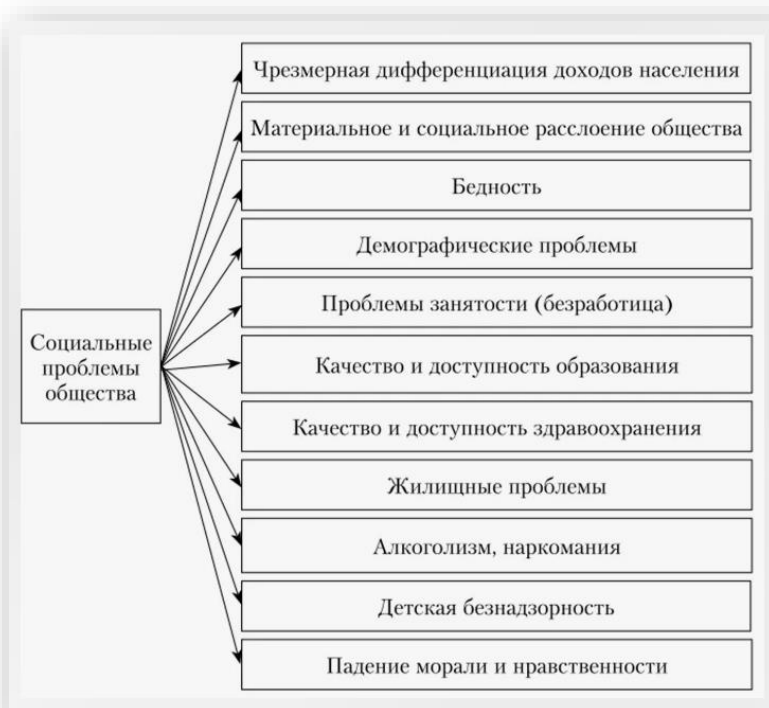 Социальные
проблемы
общества
Чрезмерная дифференциация доходов населения
Материальное и социальное расслоение общества
Бедность
Демографические проблемы
Проблемы занятости (безработица)
Качество и доступность образования
Качество и доступность здравоохранения
Жилищные проблемы
Алкоголизм, наркомания
Детская безнадзорность
Падение морали и нравственности